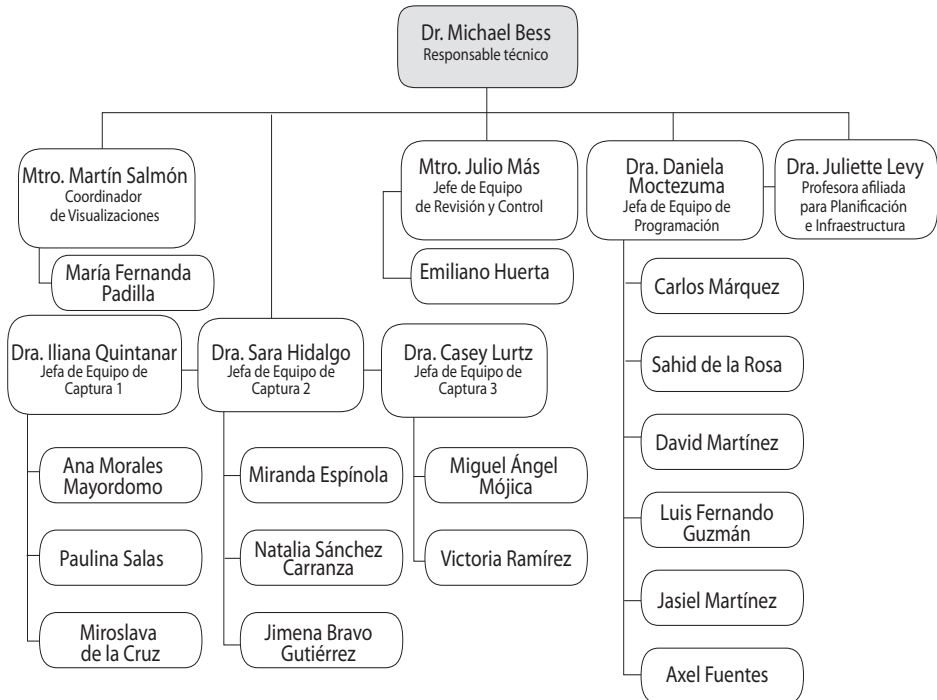 Dr. Michael Bess
Responsable técnico
Mtro. Martín Salmón
Coordinador
de Visualizaciones
María Fernanda
Padilla
Mtro. Julio Más
Jefe de Equipo
de Revisión y Control
Emiliano Huerta
Dra. Daniela
Moctezuma
Jefa de Equipo de
Programación
Dra. Juliette Levy
Profesora afiliada
para Planificación
e Infraestructura
Dra. Iliana Quintanar
Jefa de Equipo de
Captura 1
Ana Morales
Mayordomo
Paulina Salas
Miroslava
de la Cruz
Dra. Sara Hidalgo
Jefa de Equipo de
Captura 2
Miranda Espínola
Natalia Sánchez
Carranza
Jimena Bravo
Gutiérrez
Dra. Casey Lurtz
Jefa de Equipo de
Captura 3
Miguel Ángel
Mójica
Victoria Ramírez
Carlos Márquez
Sahid de la Rosa
David Martínez
Luis Fernando
Guzmán
Jasiel Martínez
Axel Fuentes